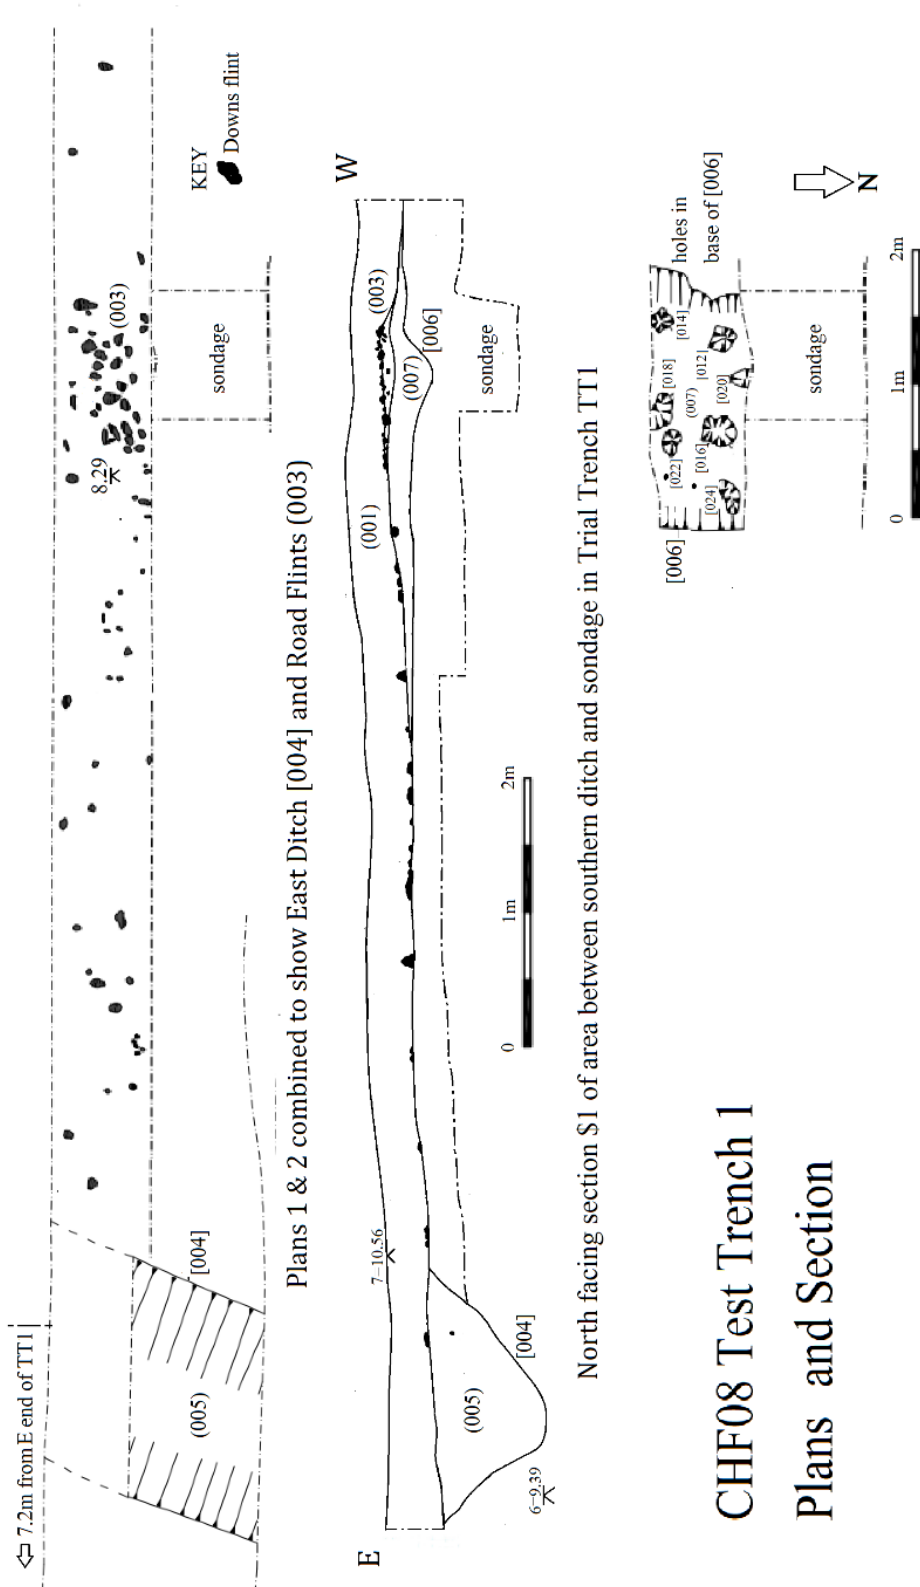 7.2m from E end of TT1
8.29
(003)
(005)
[004]
sondage
KEY
Downs flint
Plans 1 & 2 combined to show East Ditch [004] and Road Flints (003)
E
W
7–10.56
(001)
(003)
(007)
[006]
(005)
[004]
sondage
6–9.39
0
1m
2m
North facing section $1 of area between southern ditch and sondage in Trial Trench TT1
CHF08 Test Trench 1
Plans and Section
[006]
[022]
[018]
[014]
(007)
[016]
[012]
[024]
[020]
holes in
base of [006]
sondage
N
0
1m
2m